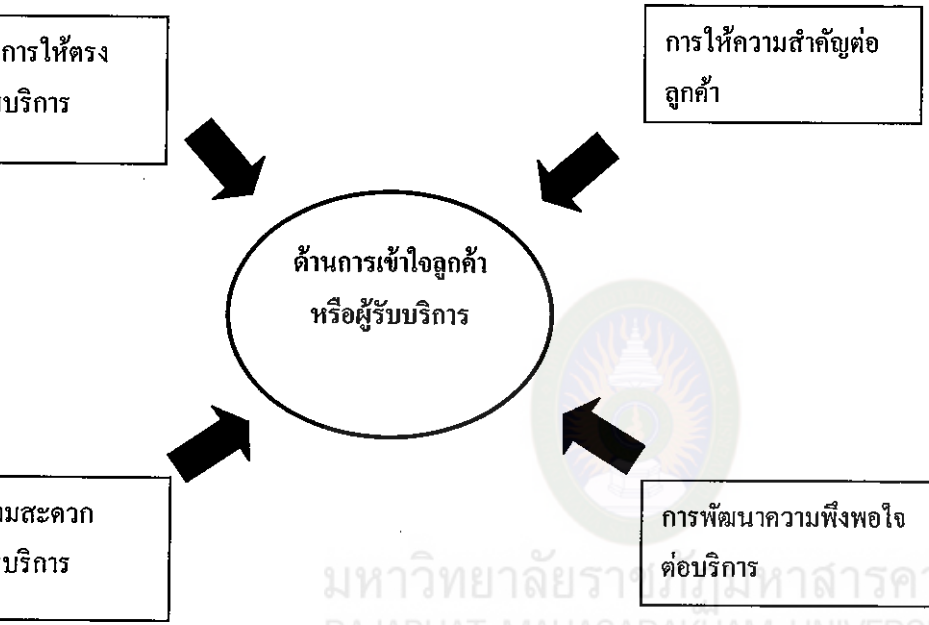 การให้ตรง
บริการ
การให้ความสำคัญต่อ
ลูกค้า
ด้านการเข้าใจลูกค้า
หรือผู้รับบริการ
มสะดวก
บริการ
การพัฒนาความพึงพอใจ
ต่อบริการ
มหาวิทยาลัยราชภัฏมหาสารคา